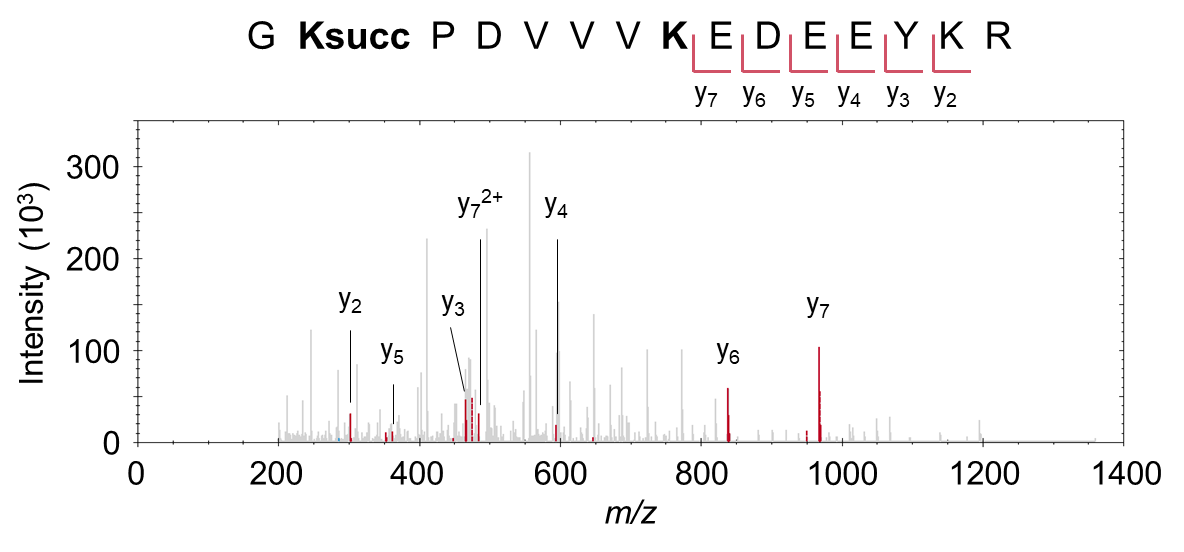 G Ksucc P D V V V K E D E E Y K R
y7 y6 y5 y4 y3 y2
Intensity (10³)
300
200
100
0
y7²⁺
y4
y2
y3
y5
y6
y7
0 200 400 600 800 1000 1200 1400
m/z